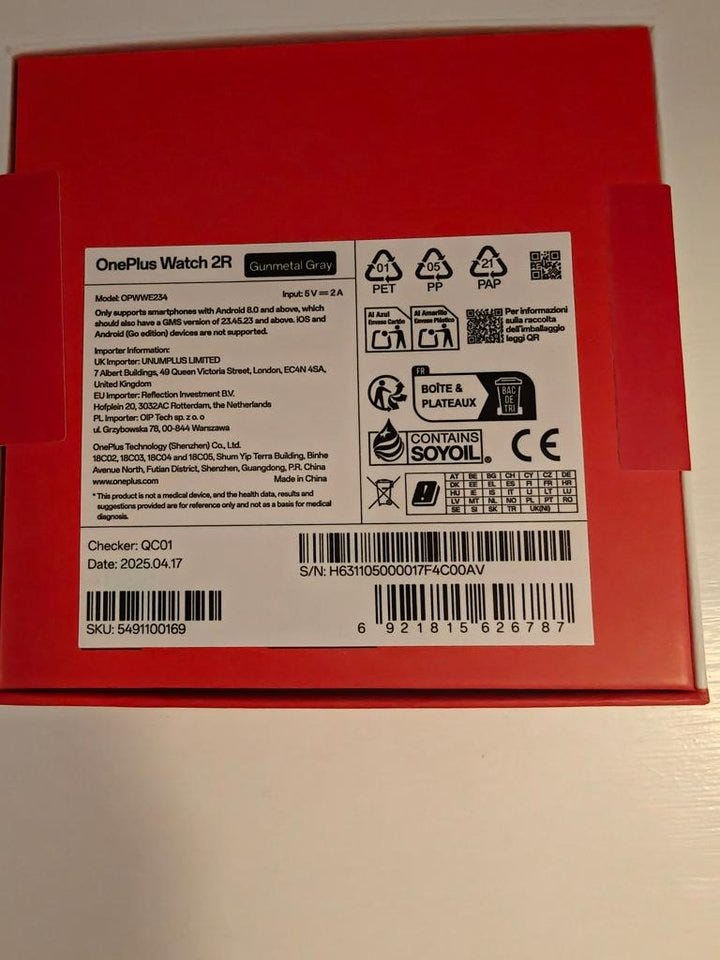 OnePlus Watch 2R
Gunmetal Gray
Model: OPWWE234
Input: 5V⎓2A
Only supports smartphones with Android 8.0 and above, which
should also have a GMS version of 23.45.23 and above. iOS and
Android (Go edition) devices are not supported.
Importer Information:
UK Importer: UNUMPLUS LIMITED
7 Albert Buildings, 49 Queen Victoria Street, London, EC4N 4SA,
United Kingdom
EU Importer: Reflection Investment B.V.
Hofplein 20, 3032AC Rotterdam, the Netherlands
PL Importer: OIP Tech sp. z o. o
ul. Grzybowska 78, 00-844 Warszawa
OnePlus Technology (Shenzhen) Co., Ltd.
18C02, 18C03, 18C04 and 18C05, Shum Yip Terra Building, Binhe
Avenue North, Futian District, Shenzhen, Guangdong, P.R. China
www.oneplus.com
Made in China
* This product is not a medical device, and the health data, results and
suggestions provided are for reference only and not as a basis for medical
diagnosis.
01
PET
05
PP
21
PAP
Al Azul
Envase Cartón
Al Amarillo
Envase Plástico
Per informazioni
sulla raccolta
dell'imballaggio
leggi QR
FR
BOÎTE &
PLATEAUX
BAC
DE
TRI
CONTAINS
SOYOIL®
CE
AT BE BG CH CY CZ DE
DK EE EL ES FI FR HR
HU IE IS IT LI LT LU
LV MT NL NO PL PT RO
SE SI SK TR UK(NI)
Checker: QC01
Date: 2025.04.17
S/N: H631105000017F4C00AV
SKU: 5491100169
6 921815 626787